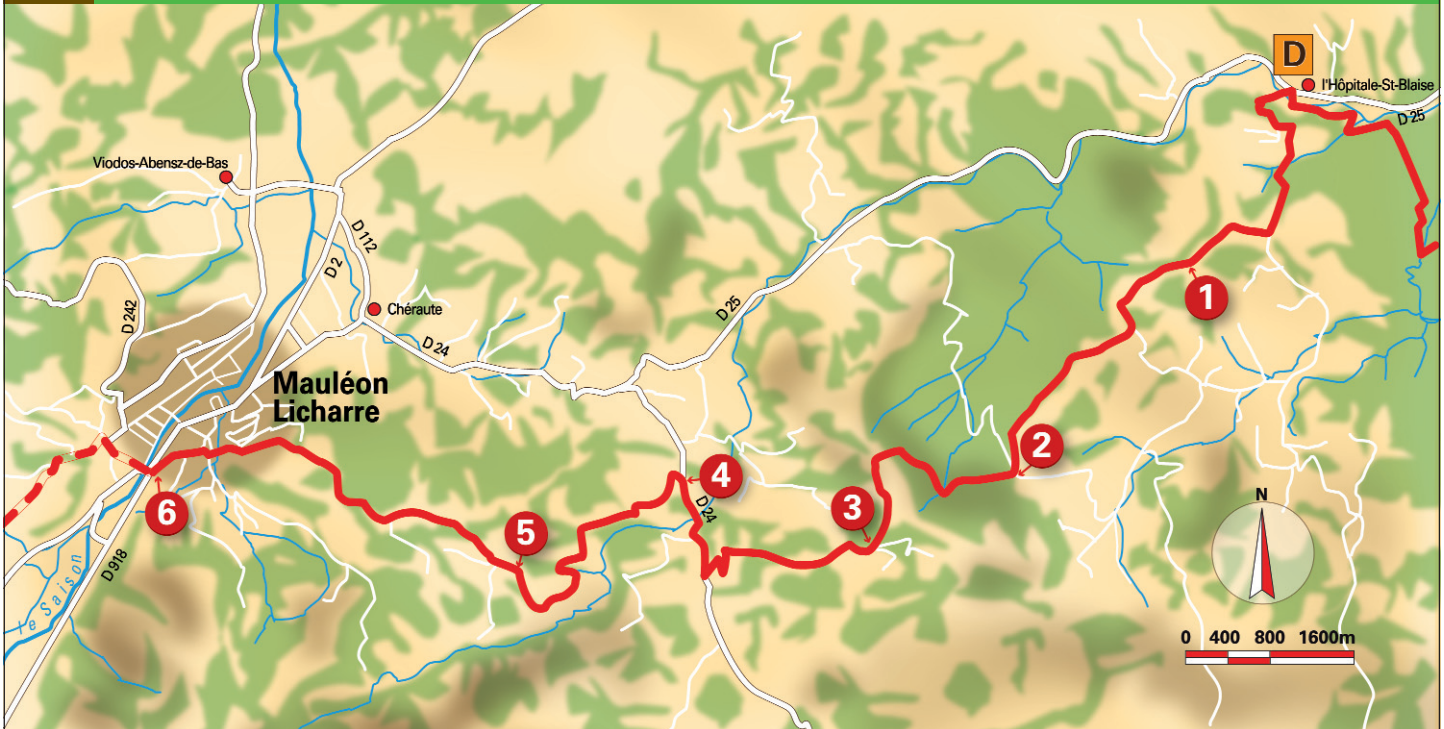 D
l'Hôpitale-St-Blaise
D 25
Viodos-Abensz-de-Bas
D 112
D 2
1
D 242
Chéraute
D 25
D 24
Mauléon
Licharre
2
4
N
3
D 24
6
5
le Saison
D 918
0 400 800 1600m